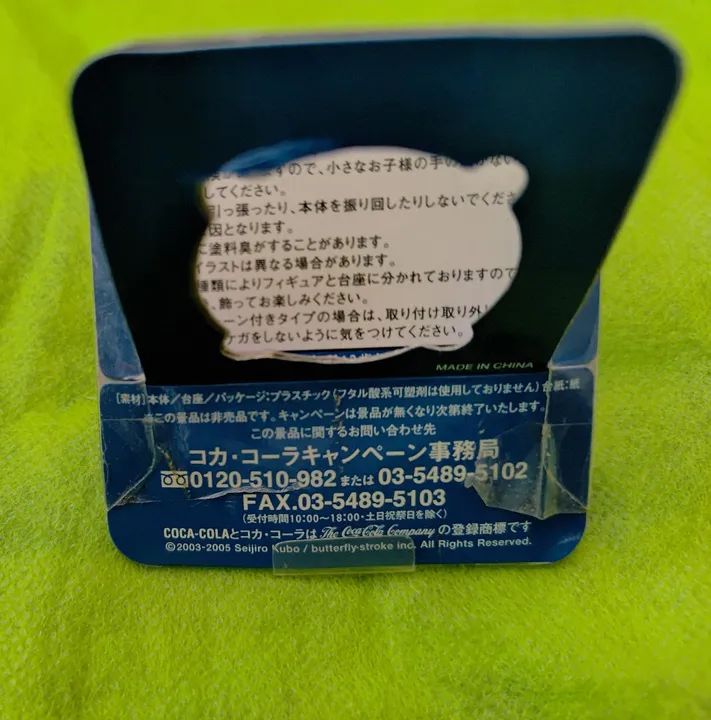 ずので、小さなお子様の手の
してください。
引っ張ったり、本体を振り回したりしないでくださ
因となります。
に塗料臭がすることがあります。
イラストは異なる場合があります。
種類によりフィギュアと台座に分かれておりますので
、飾ってお楽しみください。
ーン付きタイプの場合は、取り付け取り外
ケガをしないように気をつけてください。
MADE IN CHINA
［素材］本体／台座／パッケージ：プラスチック（フタル酸系可塑剤は使用しておりません）台紙：紙
※この景品は非売品です。キャンペーンは景品が無くなり次第終了いたします。
この景品に関するお問い合わせ先
コカ・コーラキャンペーン事務局
0120-510-982 または 03-5489-5102
FAX.03-5489-5103
（受付時間10:00〜18:00・土日祝祭日を除く）
COCA-COLAとコカ・コーラは The Coca-Cola Company の登録商標です
©2003-2005 Seijiro Kubo / butterfly·stroke inc. All Rights Reserved.